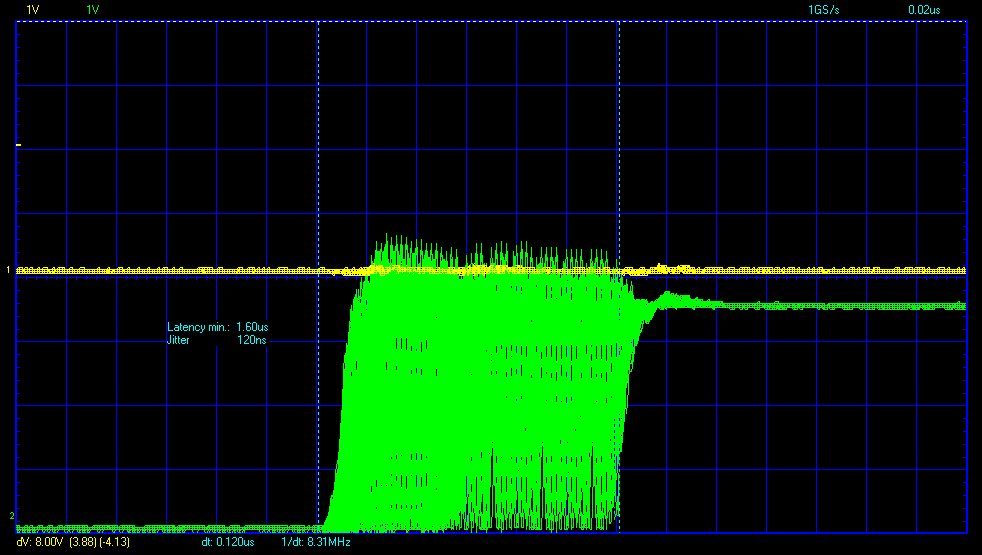 1V 1V 1GS/s 0.02us
1
Latency min.: 1.60us
Jitter 120ns
2
dV: 8.00V (3.88) (-4.13) dt: 0.120us 1/dt: 8.31MHz